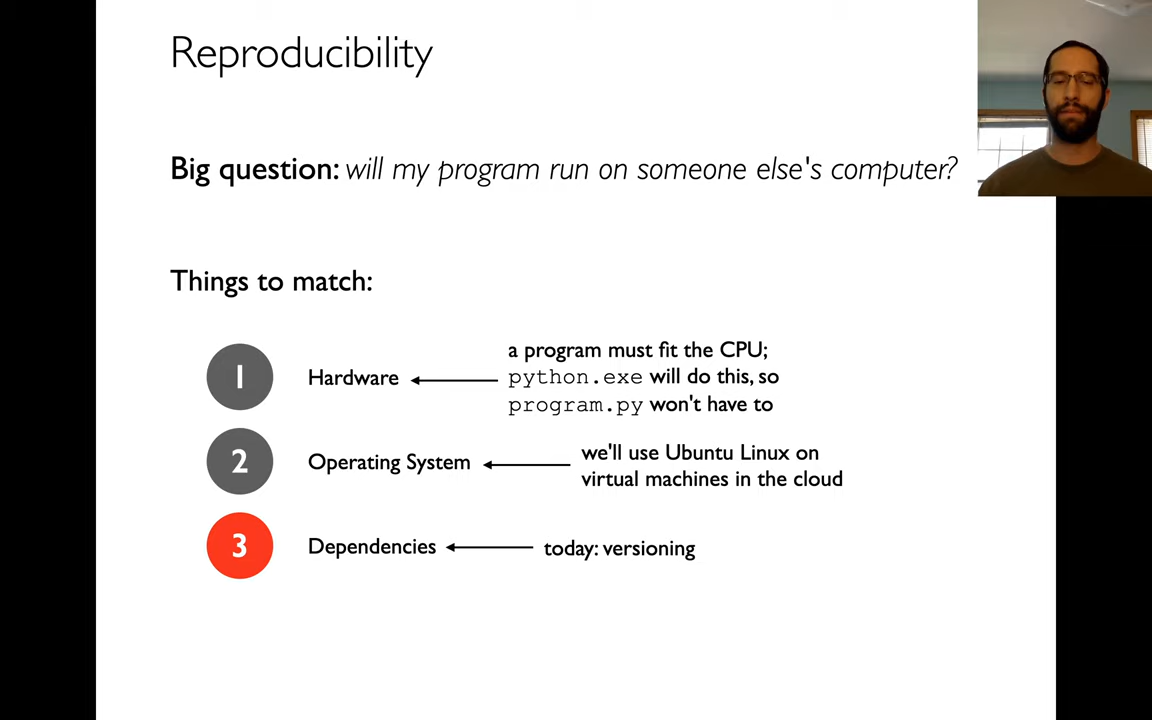 Reproducibility
Big question: will my program run on someone else's computer?
Things to match:
1
Hardware
a program must fit the CPU;
python.exe will do this, so
program.py won't have to
2
Operating System
we'll use Ubuntu Linux on
virtual machines in the cloud
3
Dependencies
today: versioning